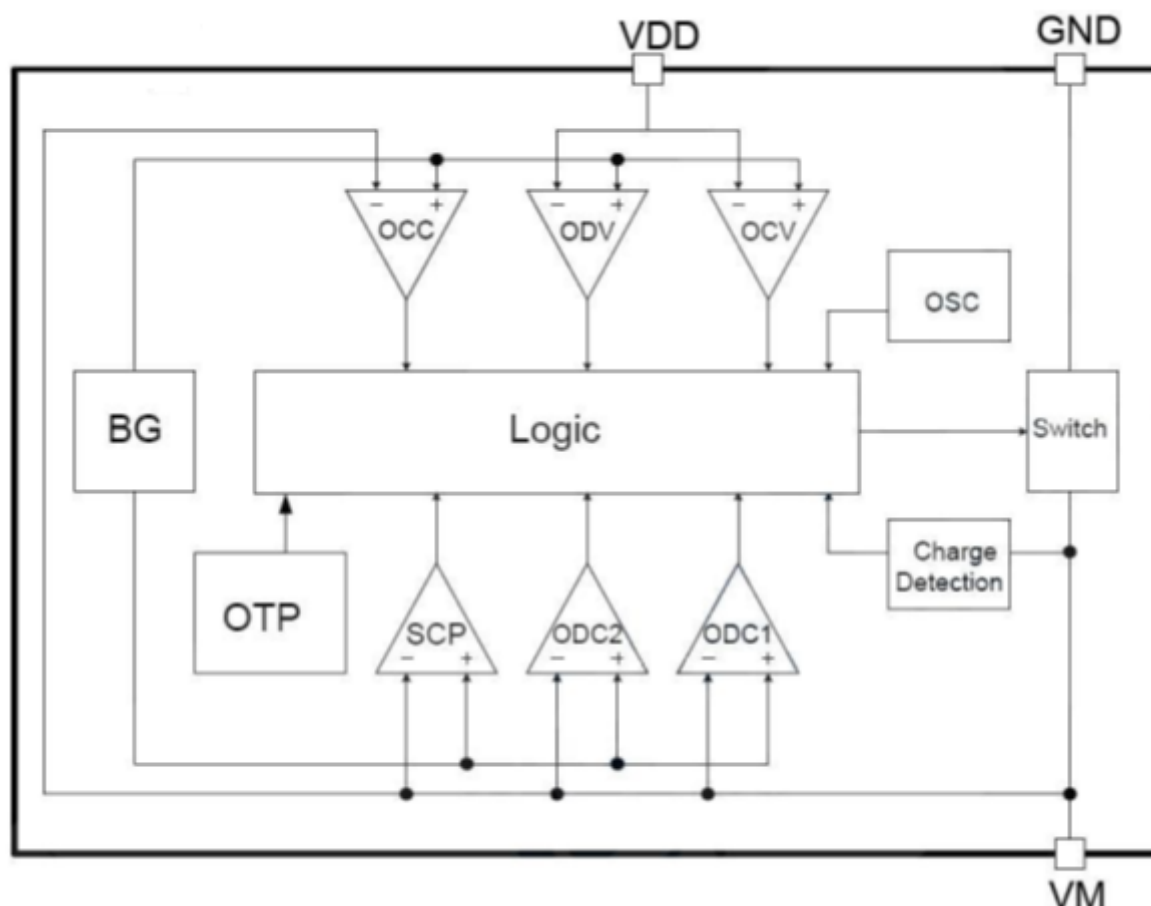 VDD
GND
- +
OCC
- +
ODV
- +
OCV
OSC
BG
Logic
Switch
OTP
SCP
- +
ODC2
- +
ODC1
- +
Charge
Detection
VM